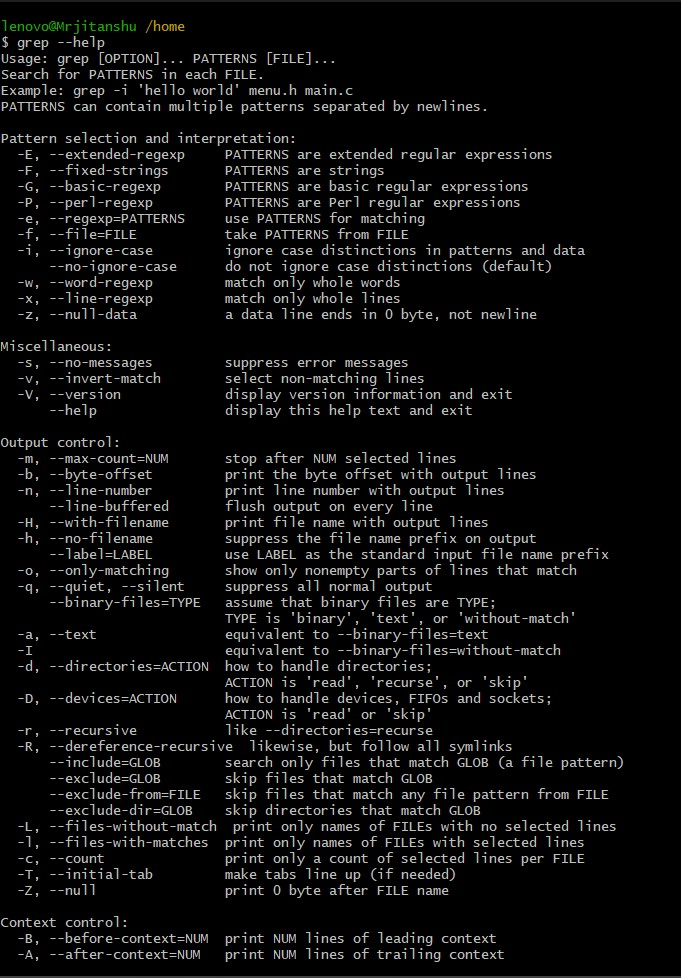 lenovo@Mrjitanshu /home
$ grep --help
Usage: grep [OPTION]... PATTERNS [FILE]...
Search for PATTERNS in each FILE.
Example: grep -i 'hello world' menu.h main.c
PATTERNS can contain multiple patterns separated by newlines.

Pattern selection and interpretation:
  -E, --extended-regexp     PATTERNS are extended regular expressions
  -F, --fixed-strings       PATTERNS are strings
  -G, --basic-regexp        PATTERNS are basic regular expressions
  -P, --perl-regexp         PATTERNS are Perl regular expressions
  -e, --regexp=PATTERNS     use PATTERNS for matching
  -f, --file=FILE           take PATTERNS from FILE
  -i, --ignore-case         ignore case distinctions in patterns and data
      --no-ignore-case      do not ignore case distinctions (default)
  -w, --word-regexp         match only whole words
  -x, --line-regexp         match only whole lines
  -z, --null-data           a data line ends in 0 byte, not newline

Miscellaneous:
  -s, --no-messages         suppress error messages
  -v, --invert-match        select non-matching lines
  -V, --version             display version information and exit
      --help                display this help text and exit

Output control:
  -m, --max-count=NUM       stop after NUM selected lines
  -b, --byte-offset         print the byte offset with output lines
  -n, --line-number         print line number with output lines
      --line-buffered       flush output on every line
  -H, --with-filename       print file name with output lines
  -h, --no-filename         suppress the file name prefix on output
      --label=LABEL         use LABEL as the standard input file name prefix
  -o, --only-matching       show only nonempty parts of lines that match
  -q, --quiet, --silent     suppress all normal output
      --binary-files=TYPE   assume that binary files are TYPE;
                            TYPE is 'binary', 'text', or 'without-match'
  -a, --text                equivalent to --binary-files=text
  -I                        equivalent to --binary-files=without-match
  -d, --directories=ACTION  how to handle directories;
                            ACTION is 'read', 'recurse', or 'skip'
  -D, --devices=ACTION      how to handle devices, FIFOs and sockets;
                            ACTION is 'read' or 'skip'
  -r, --recursive           like --directories=recurse
  -R, --dereference-recursive  likewise, but follow all symlinks
      --include=GLOB        search only files that match GLOB (a file pattern)
      --exclude=GLOB        skip files that match GLOB
      --exclude-from=FILE   skip files that match any file pattern from FILE
      --exclude-dir=GLOB    skip directories that match GLOB
  -L, --files-without-match  print only names of FILEs with no selected lines
  -l, --files-with-matches  print only names of FILEs with selected lines
  -c, --count               print only a count of selected lines per FILE
  -T, --initial-tab         make tabs line up (if needed)
  -Z, --null                print 0 byte after FILE name

Context control:
  -B, --before-context=NUM  print NUM lines of leading context
  -A, --after-context=NUM   print NUM lines of trailing context